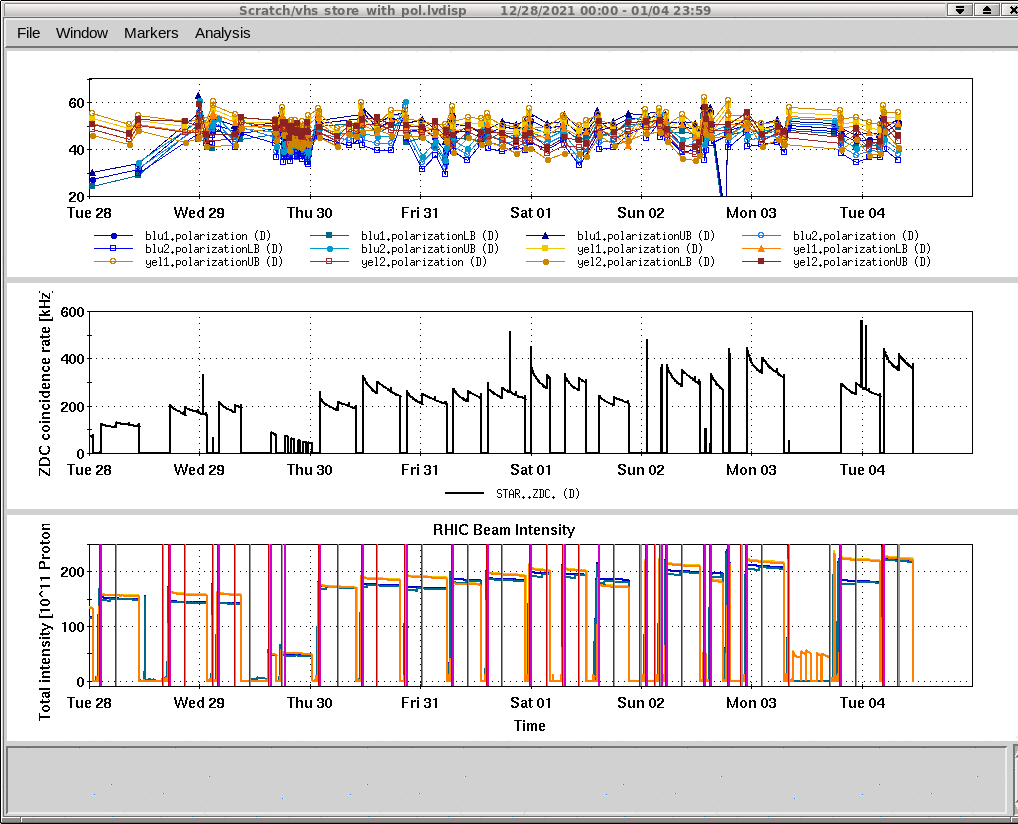 Scratch/vhs store with pol.lvdisp 12/28/2021 00:00 - 01/04 23:59
File Window Markers Analysis
60
40
20
Tue 28 Wed 29 Thu 30 Fri 31 Sat 01 Sun 02 Mon 03 Tue 04
blu1.polarization (D) blu1.polarizationLB (D) blu1.polarizationUB (D) blu2.polarization (D)
blu2.polarizationLB (D) blu2.polarizationUB (D) yel1.polarization (D) yel1.polarizationLB (D)
yel1.polarizationUB (D) yel2.polarization (D) yel2.polarizationLB (D) yel2.polarizationUB (D)
ZDC coincidence rate [kHz]
600
400
200
0
Tue 28 Wed 29 Thu 30 Fri 31 Sat 01 Sun 02 Mon 03 Tue 04
STAR..ZDC. (D)
RHIC Beam Intensity
Total intensity [10^11 Proton
200
100
0
Tue 28 Wed 29 Thu 30 Fri 31 Sat 01 Sun 02 Mon 03 Tue 04
Time